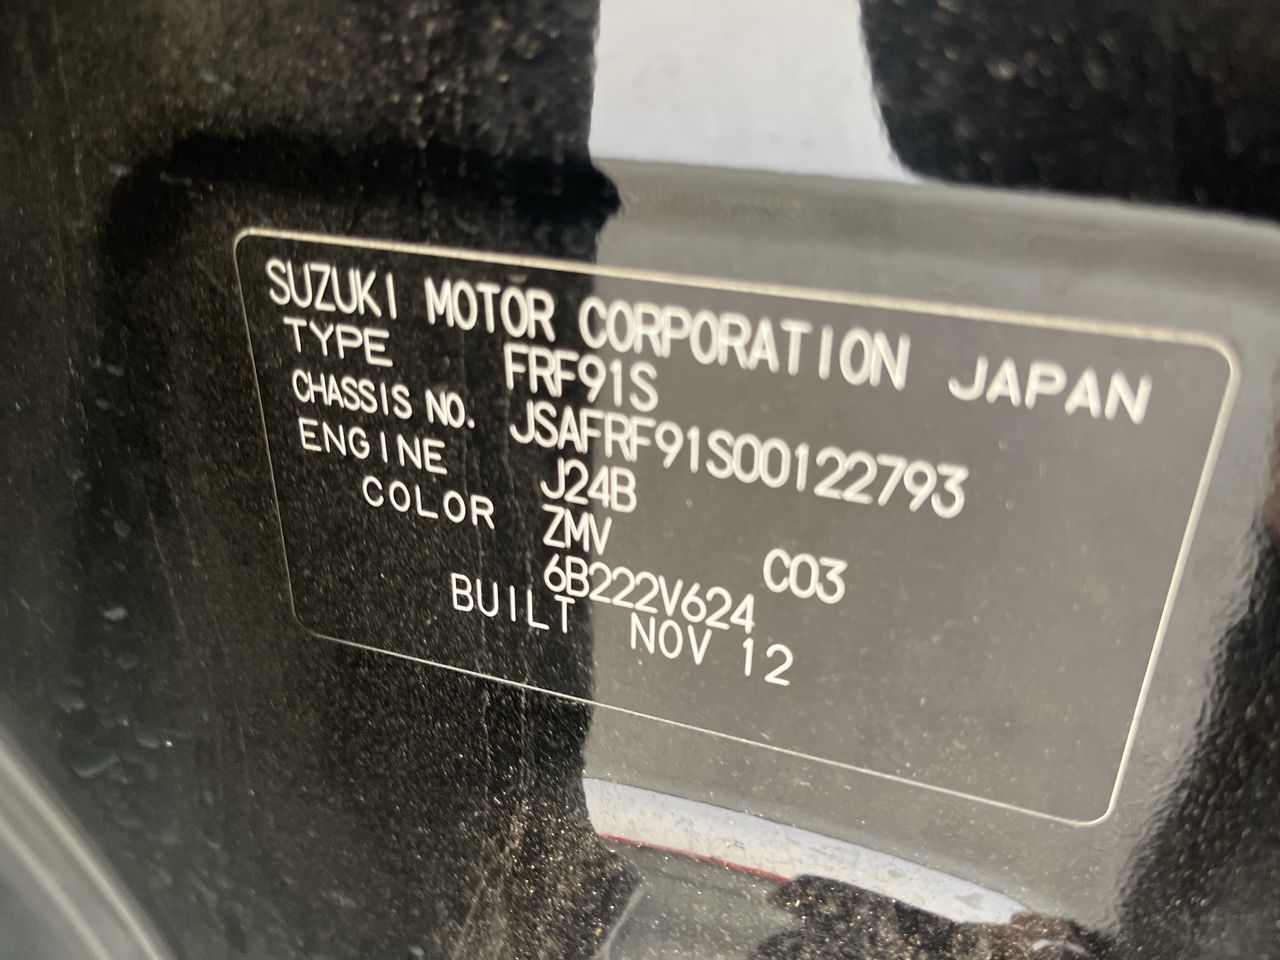 SUZUKI MOTOR CORPORATION JAPAN
TYPE FRF91S
CHASSIS NO. JSAFRF91S00122793
ENGINE J24B
COLOR ZMV C03
6B222V624
BUILT NOV 12